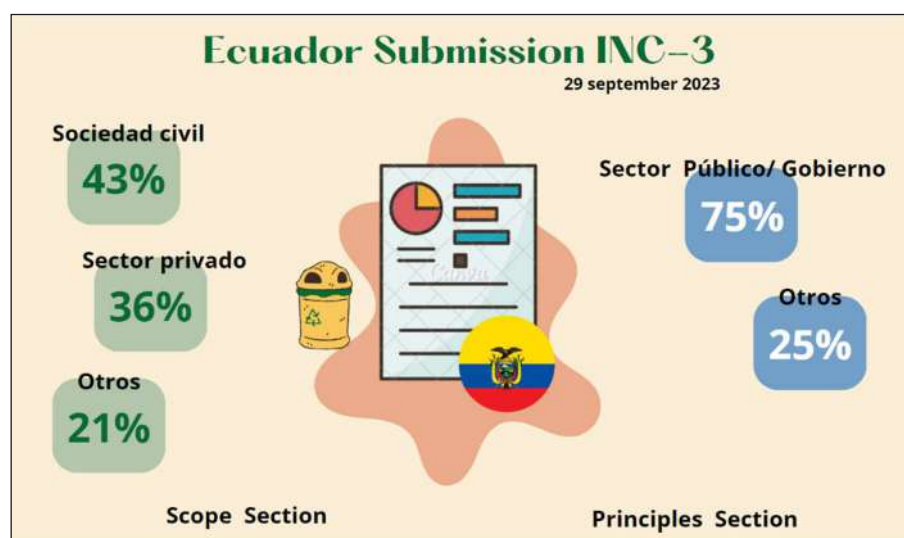 Ecuador Submission INC-3
29 september 2023
Sociedad civil
43%
Sector privado
36%
Otros
21%
Scope Section
Canva
Sector Público/ Gobierno
75%
Otros
25%
Principles Section